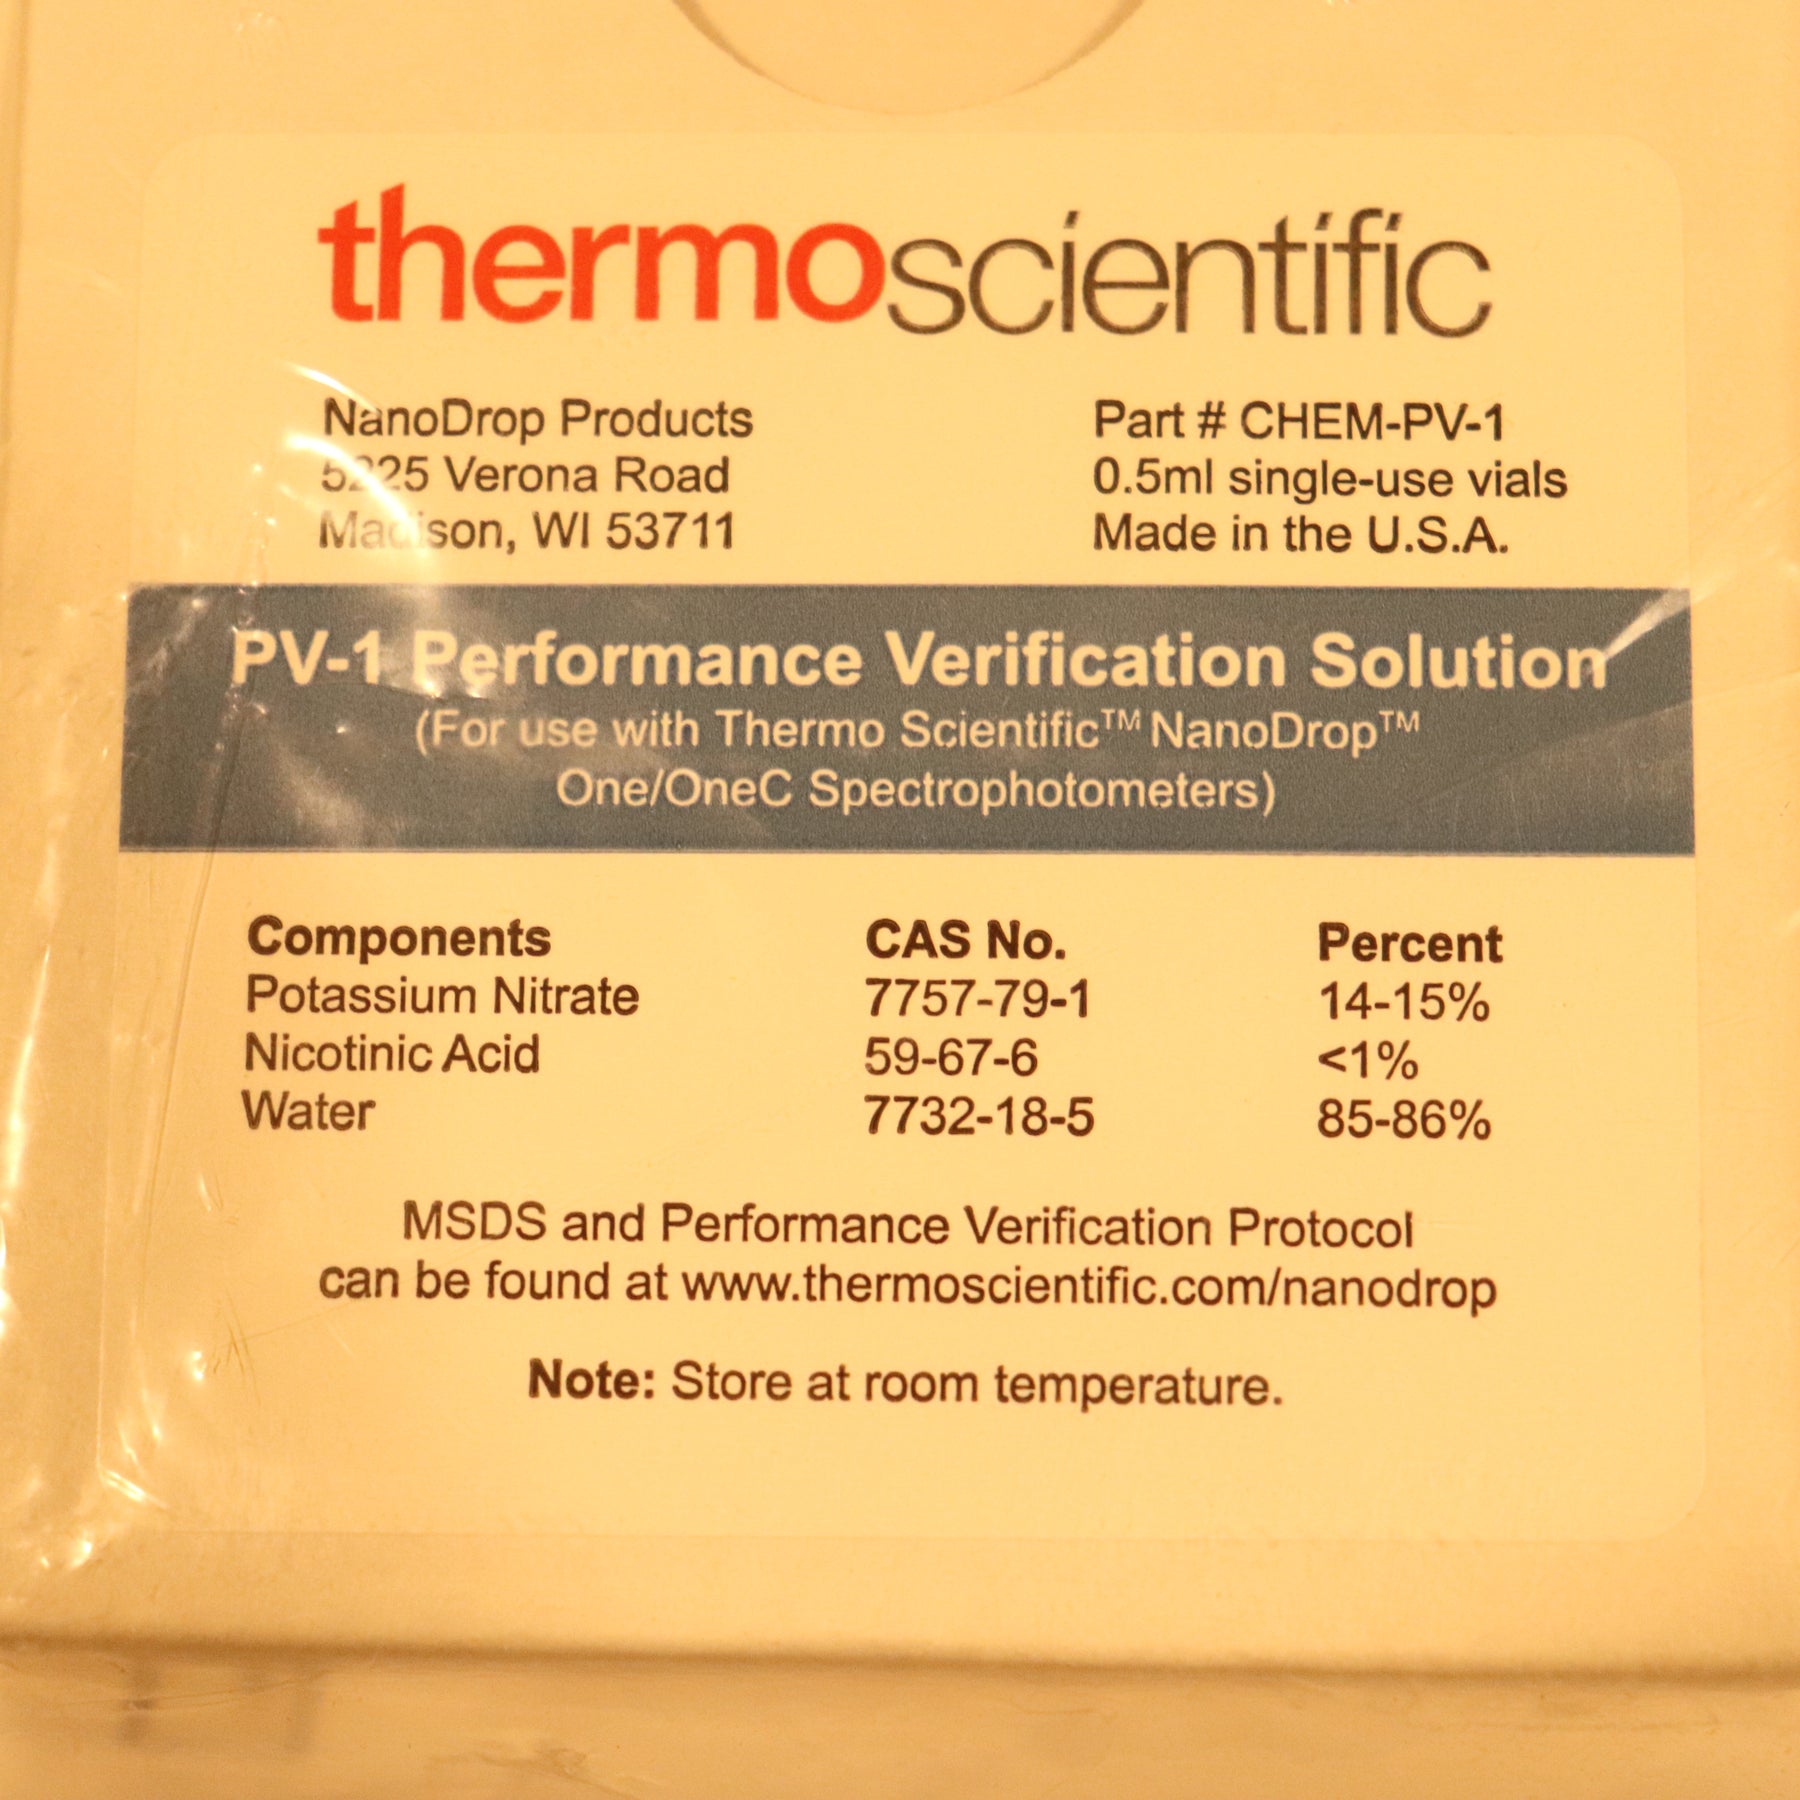 thermoscientific
NanoDrop Products
5225 Verona Road
Madison, WI 53711
Part # CHEM-PV-1
0.5ml single-use vials
Made in the U.S.A.
PV-1 Performance Verification Solution
(For use with Thermo Scientific™ NanoDrop™
One/OneC Spectrophotometers)
Components CAS No. Percent
Potassium Nitrate 7757-79-1 14-15%
Nicotinic Acid 59-67-6 <1%
Water 7732-18-5 85-86%
MSDS and Performance Verification Protocol
can be found at www.thermoscientific.com/nanodrop
Note: Store at room temperature.